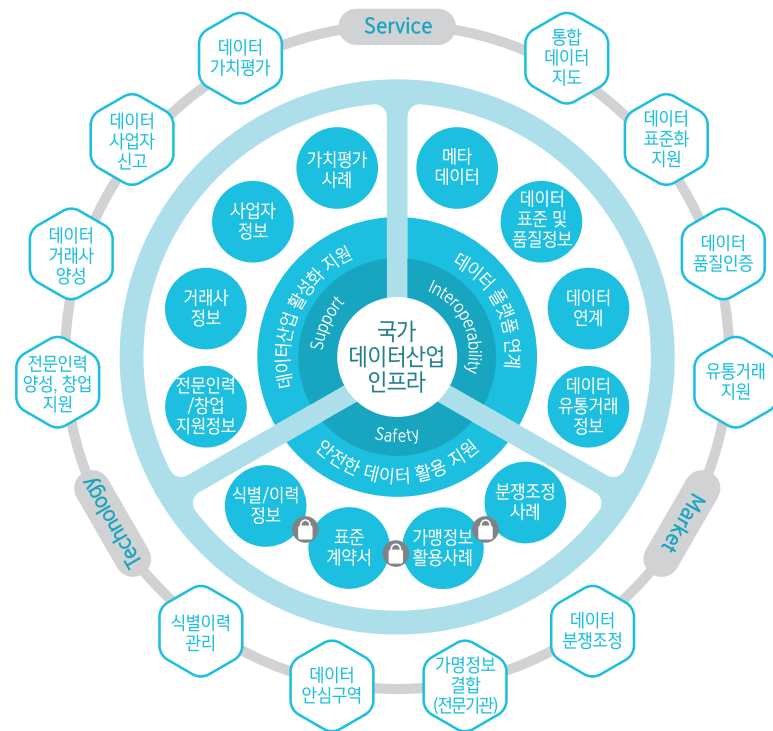 Service
데이터
가치평가
통합
데이터
지도
데이터
사업자
신고
데이터
표준화
지원
가치평가
사례
메타
데이터
사업자
정보
데이터
표준 및
품질정보
데이터
거래사
양성
데이터
품질인증
데이터산업 활성화 지원
데이터 플랫폼 연계
Support
Interoperability
거래사
정보
데이터
연계
국가
데이터산업
인프라
전문인력
양성, 창업
지원
유통거래
지원
전문인력
/창업
지원정보
데이터
유통거래
정보
Safety
안전한 데이터 활용 지원
Technology
Market
식별/이력
정보
분쟁조정
사례
표준
계약서
가맹정보
활용사례
식별이력
관리
데이터
분쟁조정
데이터
안심구역
가명정보
결합
(전문기관)